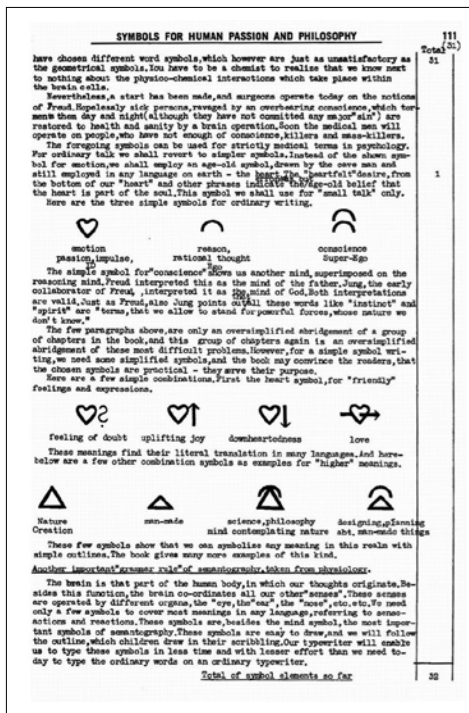 SYMBOLS FOR HUMAN PASSION AND PHILOSOPHY 111
Total (31)
have chosen different word symbols,which however are just as unsatisfactory as 31
the geometrical symbols.You have to be a chemist to realize that we know next
to nothing about the physico-chemical interactions which take place within
the brain cells.
Nevertheless,a start has been made,and surgeons operate today on the notions
of Freud.Hopelessly sick persons,ravaged by an overbearing conscience,which tor-
ments them day and night(although they have not committed any major"sin") are
restored to health and sanity by a brain operation.Soon the medical men will
operate on people,who have not enough of conscience,killers and mass-killers.
The foregoing symbols can be used for strictly medical terms in psychology.
For ordinary talk we shall revert to simpler symbols.Instead of the shown sym-
bol for emotion,we shall employ an age-old symbol,drawn by the cave man and
still employed in any language on earth - the heart.The "heartfelt"desire,from 1
the bottom of our "heart" and other phrases indicate the/age-old belief that
the heart is part of the soul.This symbol we shall use for "small talk" only.
Here are the three simple symbols for ordinary writing.
emotion reason, conscience
passion,impulse, rational thought Super-Ego
ID Ego
The simple symbol for"conscience"shows us another mind,superimposed on the
reasoning mind.Freud interpreted this as the mind of the father.Jung,the early
collaborator of Freud, ,interpreted it as the mind of God.Both interpretations
are valid.Just as Freud,also Jung points out all these words like "instinct" and
"spirit" are "terms,that we allow to stand for powerful forces,whose nature we
don't know."
The few paragraphs above,are only an oversimplified abridgement of a group
of chapters in the book,and this group of chapters again is an oversimplified
abridgement of these most difficult problems.However,for a simple symbol wri-
ting,we need some simplified symbols,and the book may convince the readers,that
the chosen symbols are practical - they serve their purpose.
Here are a few simple combinations.First the heart symbol,for "friendly"
feelings and expressions.
feeling of doubt uplifting joy downheartedness love
These meanings find their literal translation in many languages.And here-
below are a few other combination symbols as examples for "higher" meanings.
Nature man-made science,philosophy designing,planning
Creation mind contemplating nature abt. man-made things
These few symbols show that we can symbolize any meaning in this realm with
simple outlines.The book gives many more examples of this kind.
Another important"grammar rule"of semantography,taken from physiology.
The brain is that part of the human body,in which our thoughts originate.Be-
sides this function,the brain co-ordinates all our other"senses".These senses
are operated by different organs,the "eye,the"ear",the "nose",etc.etc.We need
only a few symbols to cover most meanings in any language,referring to sense-
actions and reactions.These symbols are,besides the mind symbol,the most impor-
tant symbols of semantography.These symbols are easy to draw,and we will follow
the outline,which children draw in their scribbling.Our typewriter will enable
us to type these symbols in less time and with lesser effort than we need to-
day to type the ordinary words on an ordinary typewriter.
Total of symbol elements so far 32